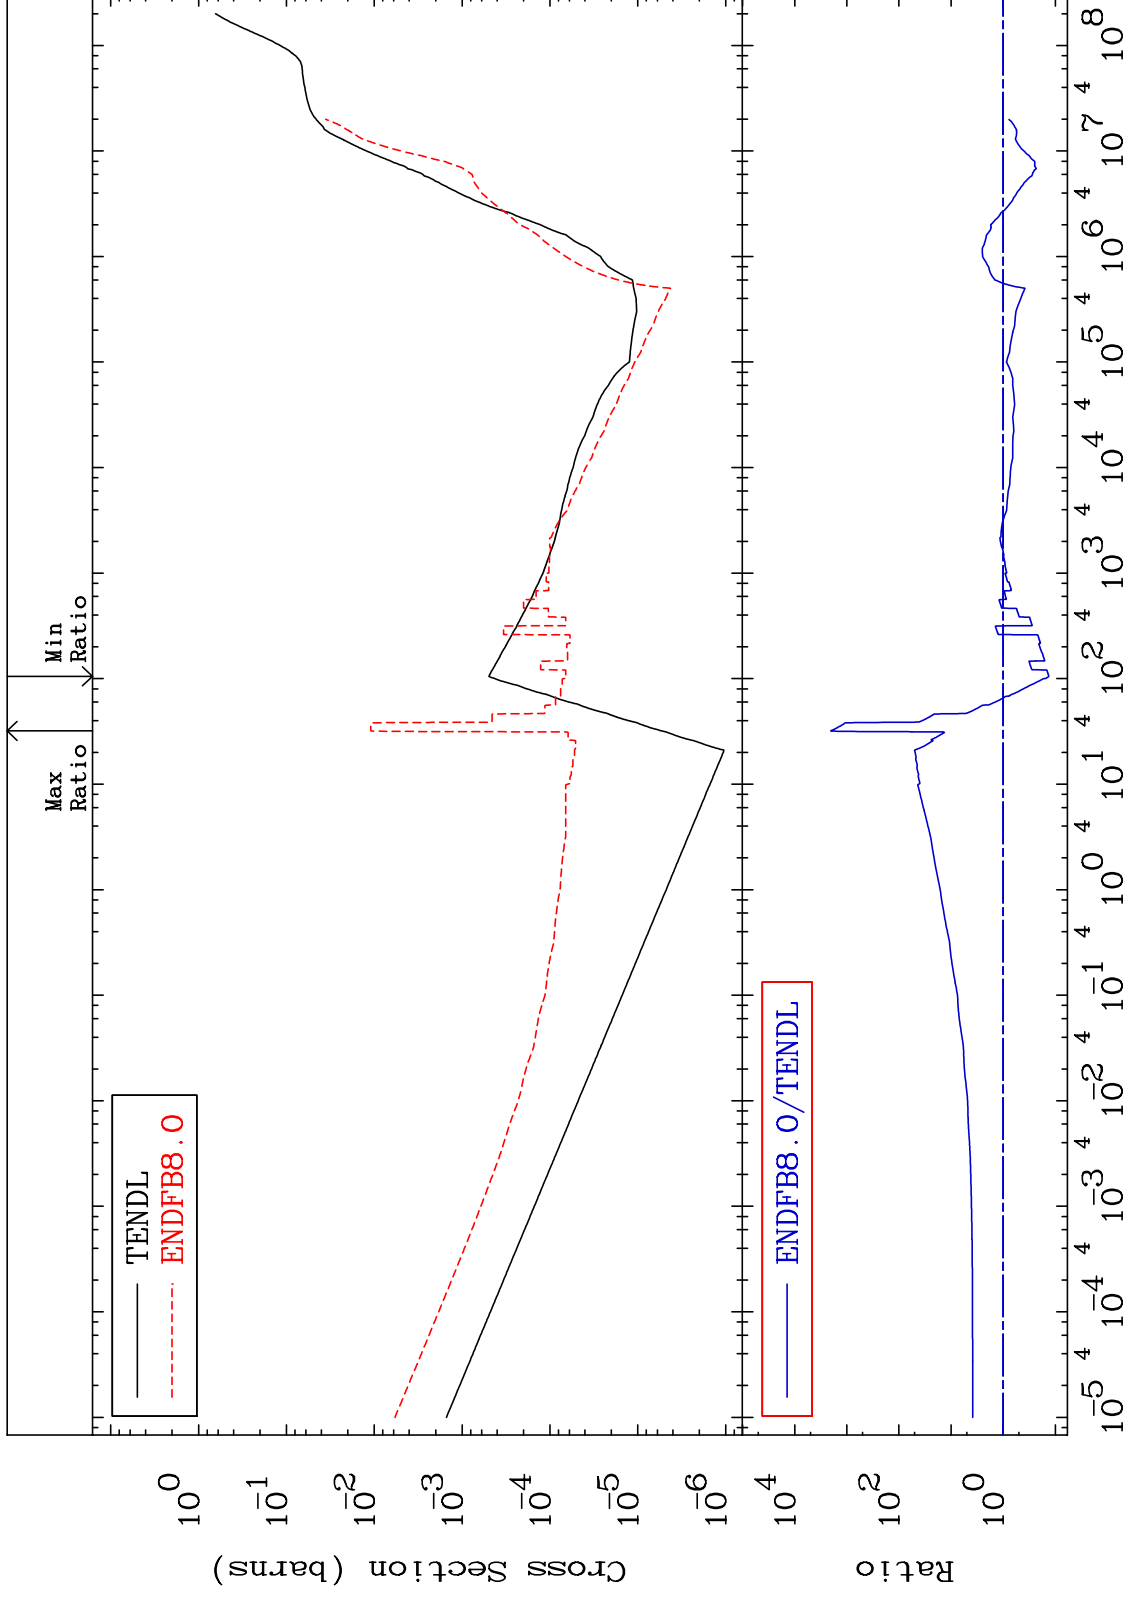 Max
Ratio
Min
Ratio
TENDL
ENDFB8.0
10^0
10^-1
10^-2
10^-3
10^-4
10^-5
10^-6
Cross Section (barns)
ENDFB8.0/TENDL
10^4
10^2
10^0
Ratio
10^-5 4 10^-4 4 10^-3 4 10^-2 4 10^-1 4 10^0 4 10^1 4 10^2 4 10^3 4 10^4 4 10^5 4 10^6 4 10^7 4 10^8